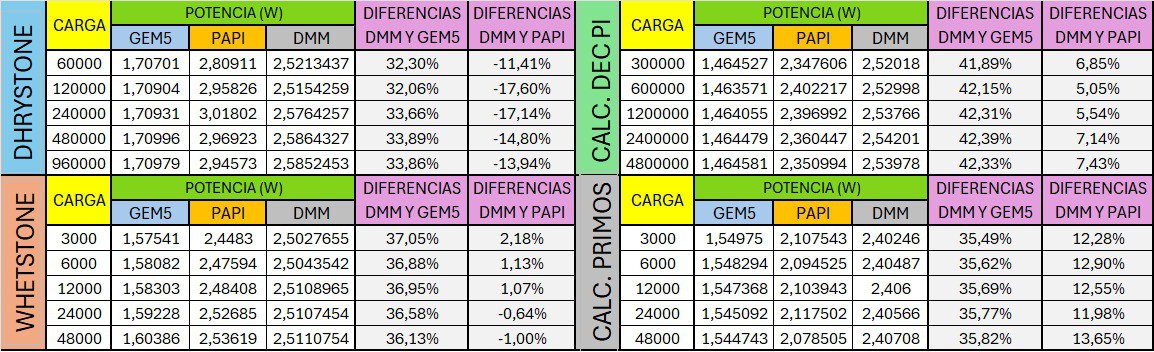 DHRYSTONE
CARGA POTENCIA (W) DIFERENCIAS DMM Y GEM5 DIFERENCIAS DMM Y PAPI
GEM5 PAPI DMM
60000 1,70701 2,80911 2,5213437 32,30% -11,41%
120000 1,70904 2,95826 2,5154259 32,06% -17,60%
240000 1,70931 3,01802 2,5764257 33,66% -17,14%
480000 1,70996 2,96923 2,5864327 33,89% -14,80%
960000 1,70979 2,94573 2,5852453 33,86% -13,94%
CALC. DEC PI
CARGA POTENCIA (W) DIFERENCIAS DMM Y GEM5 DIFERENCIAS DMM Y PAPI
GEM5 PAPI DMM
300000 1,464527 2,347606 2,52018 41,89% 6,85%
600000 1,463571 2,402217 2,52998 42,15% 5,05%
1200000 1,464055 2,396992 2,53766 42,31% 5,54%
2400000 1,464479 2,360447 2,54201 42,39% 7,14%
4800000 1,464581 2,350994 2,53978 42,33% 7,43%
WHETSTONE
CARGA POTENCIA (W) DIFERENCIAS DMM Y GEM5 DIFERENCIAS DMM Y PAPI
GEM5 PAPI DMM
3000 1,57541 2,4483 2,5027655 37,05% 2,18%
6000 1,58082 2,47594 2,5043542 36,88% 1,13%
12000 1,58303 2,48408 2,5108965 36,95% 1,07%
24000 1,59228 2,52685 2,5107454 36,58% -0,64%
48000 1,60386 2,53619 2,5110754 36,13% -1,00%
CALC. PRIMOS
CARGA POTENCIA (W) DIFERENCIAS DMM Y GEM5 DIFERENCIAS DMM Y PAPI
GEM5 PAPI DMM
3000 1,54975 2,107543 2,40246 35,49% 12,28%
6000 1,548294 2,094525 2,40487 35,62% 12,90%
12000 1,547368 2,103943 2,406 35,69% 12,55%
24000 1,545092 2,117502 2,40566 35,77% 11,98%
48000 1,544743 2,078505 2,40708 35,82% 13,65%